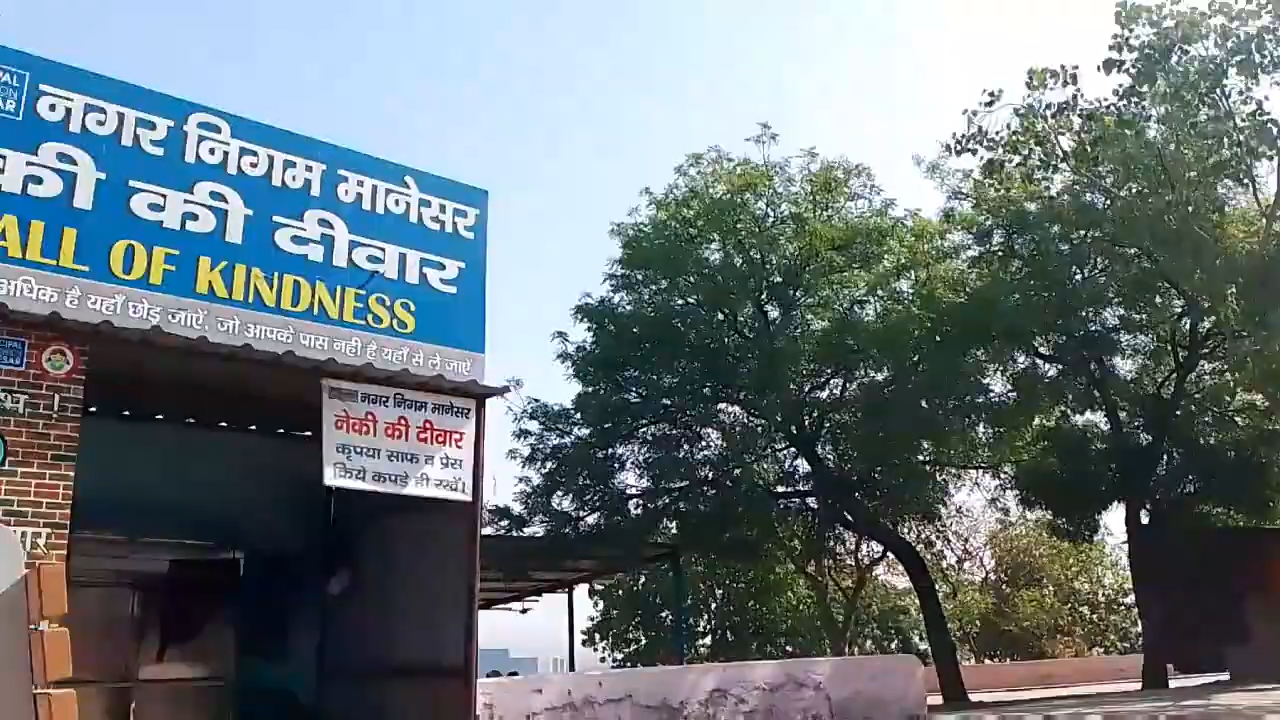 नगर निगम मानेसर
की की दीवार
ALL OF KINDNESS
अधिक है यहाँ छोड़ जाऐं, जो आपके पास नही है यहाँ से ले जाऐं
नगर निगम मानेसर
नेकी की दीवार
कृपया साफ व प्रेस
किये कपडे ही रखें।